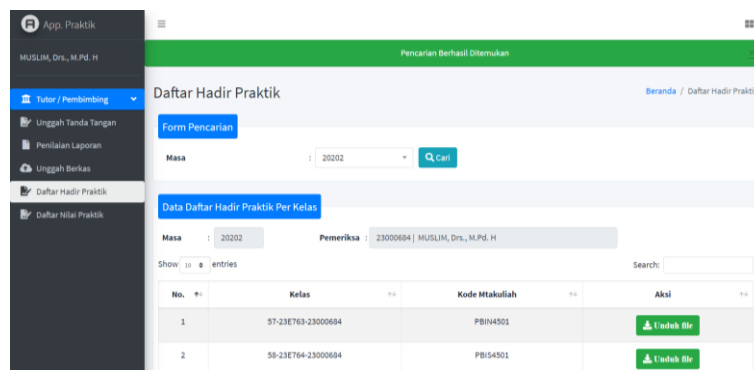 App. Praktik
MUSLIM, Drs., M.Pd. H
Pencarian Berhasil Ditemukan
Tutor / Pembimbing
Unggah Tanda Tangan
Penilaian Laporan
Unggah Berkas
Daftar Hadir Praktik
Daftar Nilai Praktik
Daftar Hadir Praktik
Beranda / Daftar Hadir Prakti
Form Pencarian
Masa : 20202 Cari
Data Daftar Hadir Praktik Per Kelas
Masa : 20202 Pemeriksa : 23000684 | MUSLIM, Drs., M.Pd. H
Show 10 entries Search:
No. Kelas Kode Mtakuliah Aksi
1 57-23E763-23000684 PBIN4501 Unduh file
2 58-23E764-23000684 PBIS4501 Unduh file